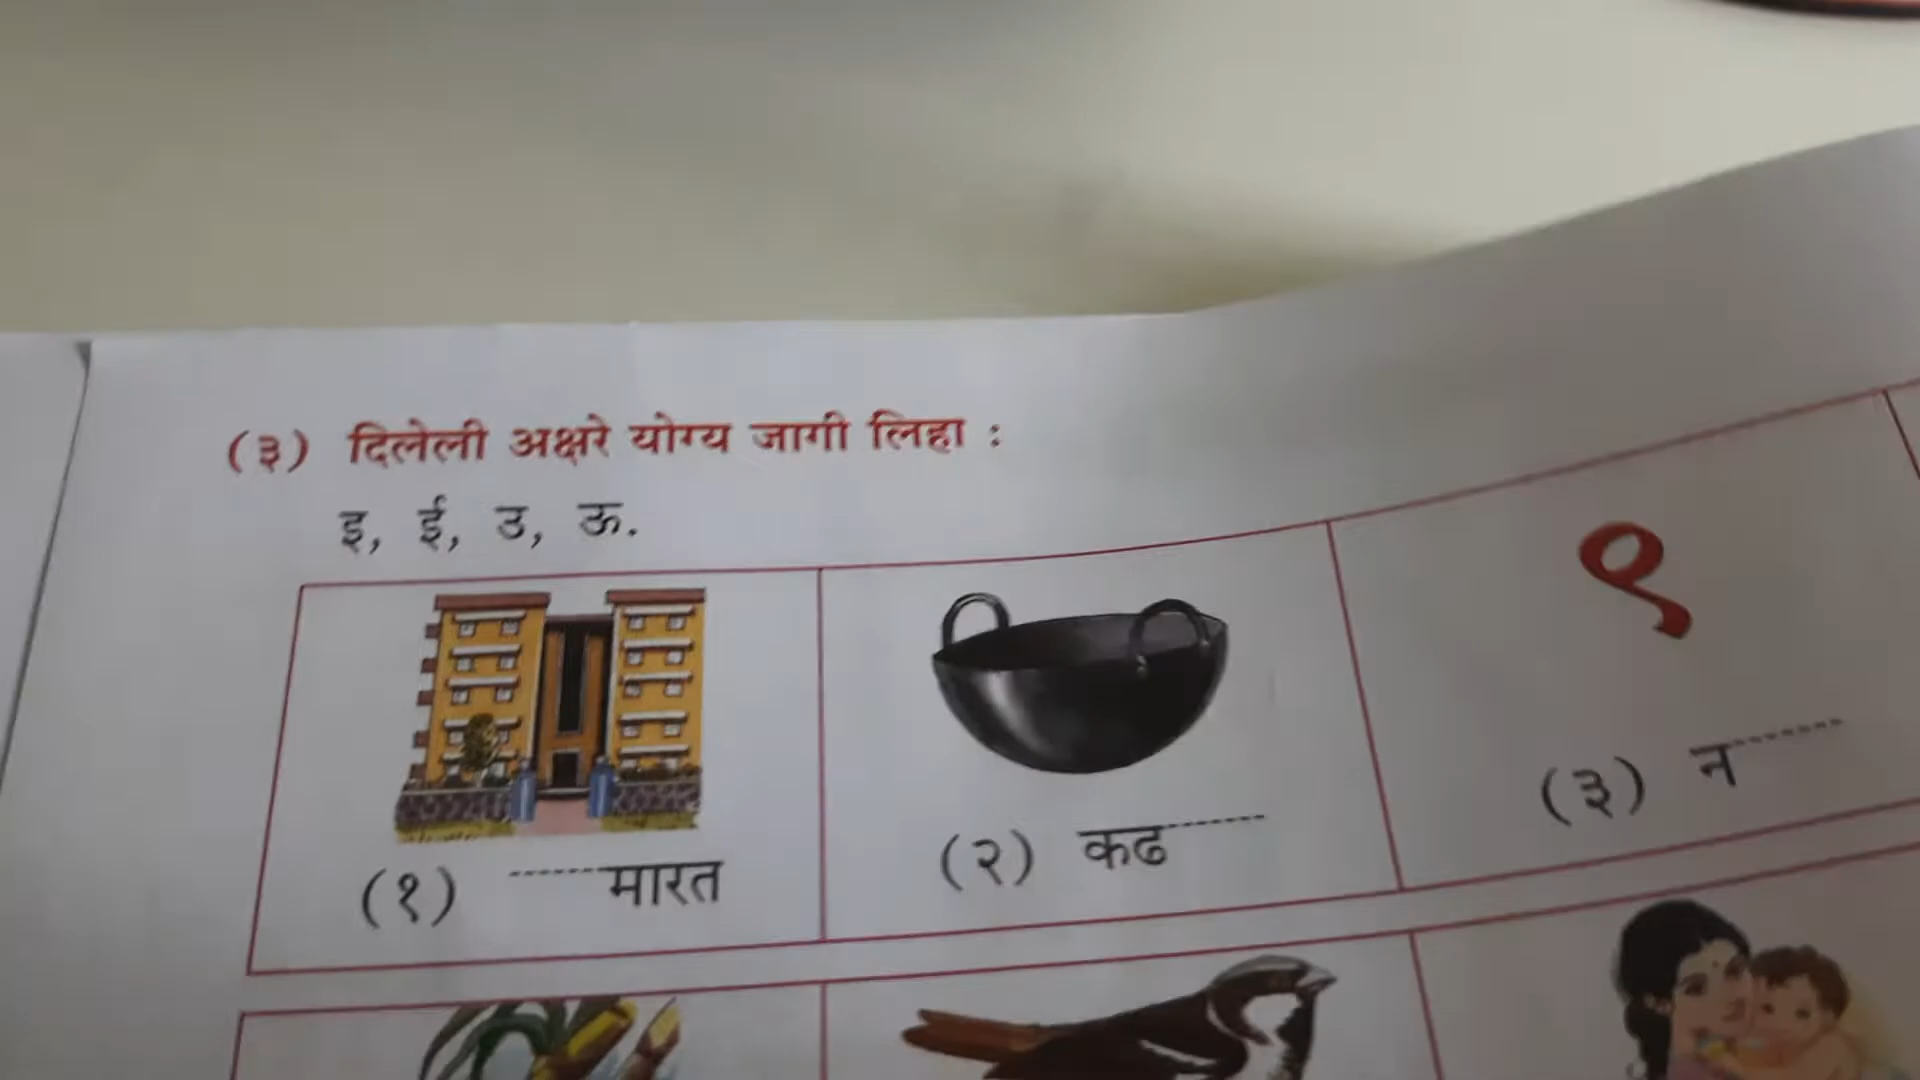 (३) दिलेली अक्षरे योग्य जागी लिहा :
इ, ई, उ, ऊ.
९
(१) ------मारत
(२) कढ------
(३) न------